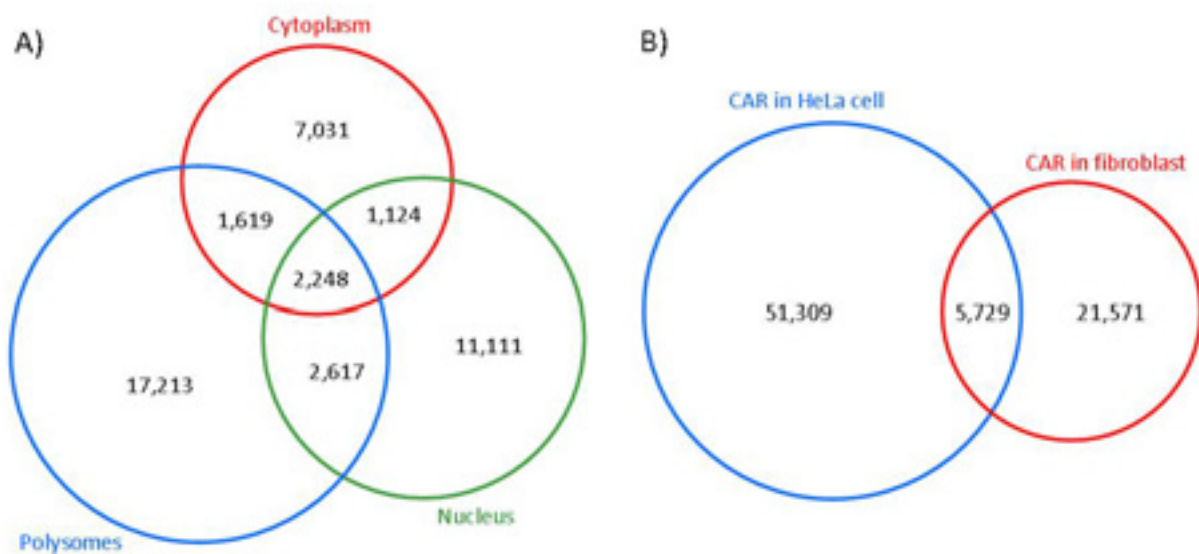 A)
Cytoplasm
7,031
1,619
1,124
2,248
17,213
2,617
11,111
Polysomes
Nucleus
B)
CAR in HeLa cell
CAR in fibroblast
51,309
5,729
21,571